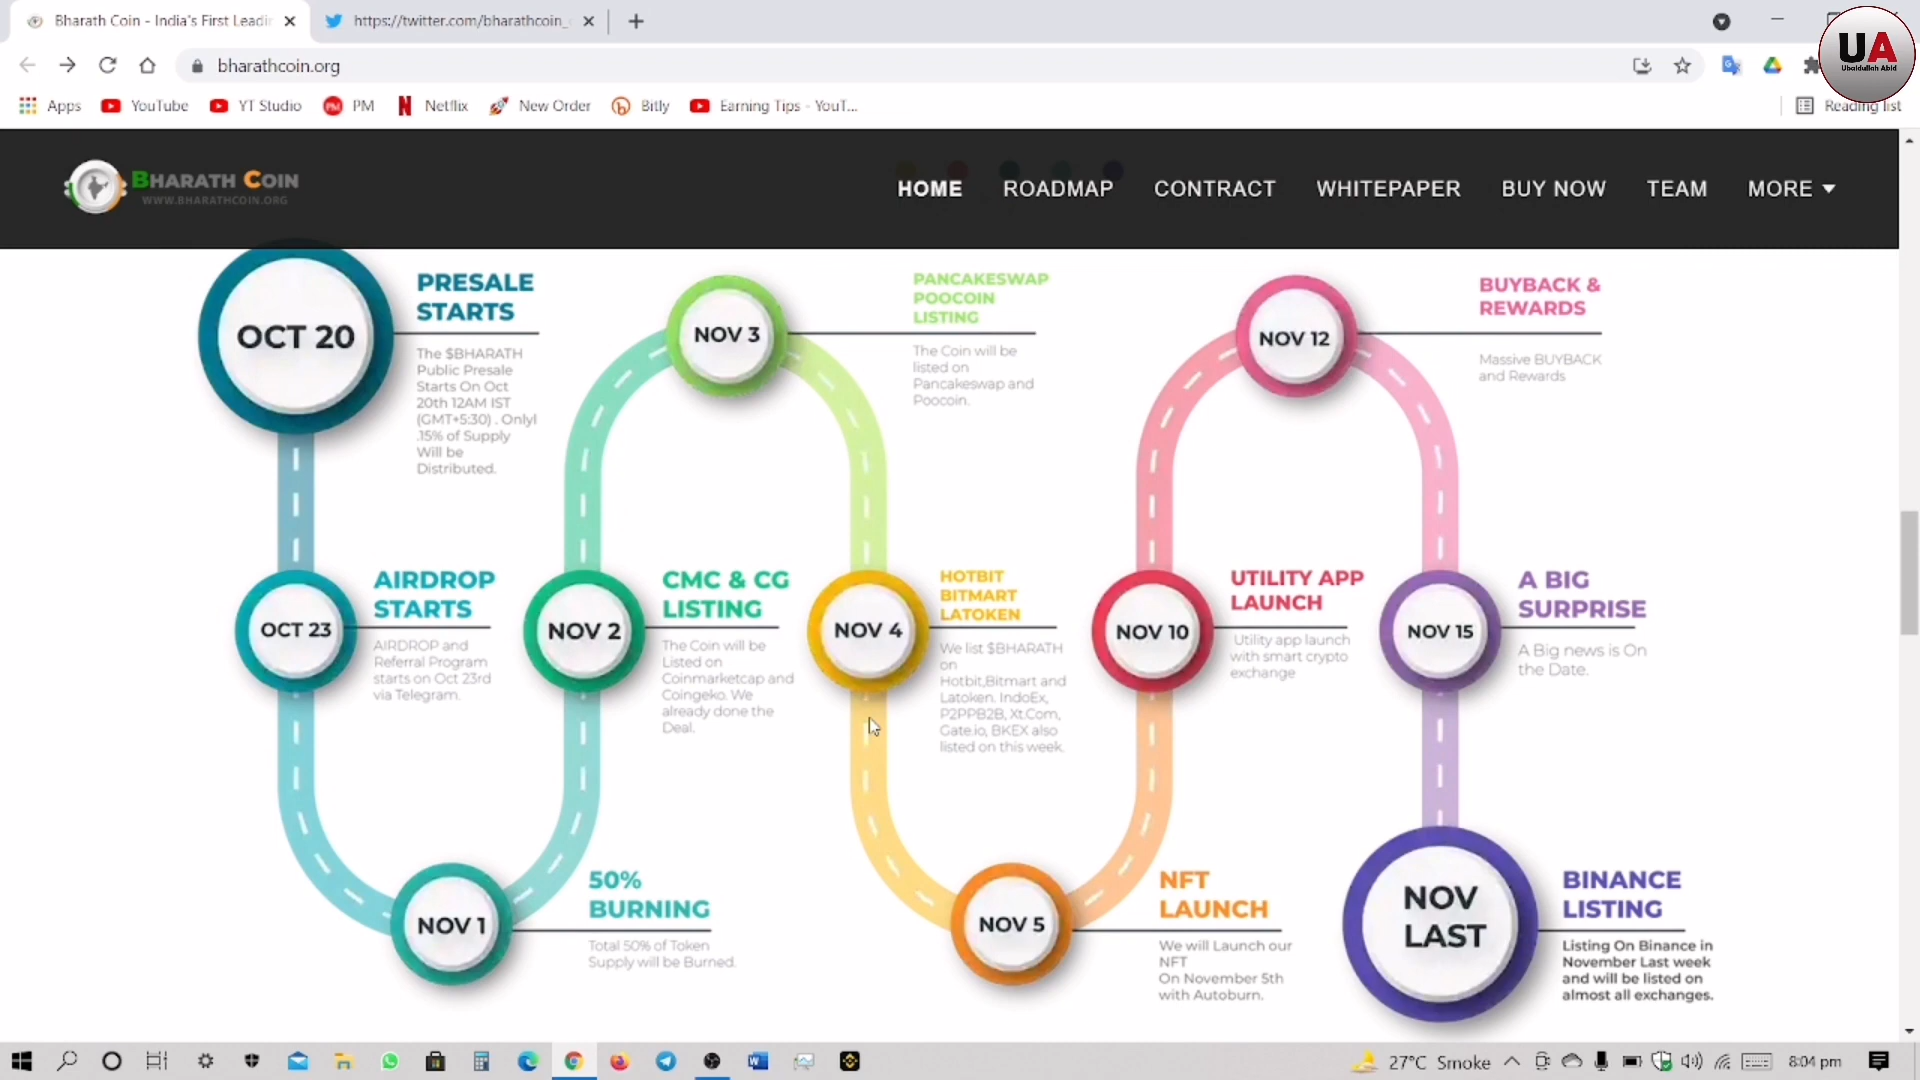 Bharath Coin - India's First Leadin
https://twitter.com/bharathcoin_
bharathcoin.org
UA
Ubaidullah Abid
Apps
YouTube
YT Studio
PM
Netflix
New Order
Bitly
Earning Tips - YouT...
Reading list
BHARATH COIN
WWW.BHARATHCOIN.ORG
HOME
ROADMAP
CONTRACT
WHITEPAPER
BUY NOW
TEAM
MORE
OCT 20
PRESALE
STARTS
The $BHARATH
Public Presale
Starts On Oct
20th 12AM IST
(GMT+5:30) . Onlyl
.15% of Supply
Will be
Distributed.
NOV 3
PANCAKESWAP
POOCOIN
LISTING
The Coin will be
listed on
Pancakeswap and
Poocoin.
NOV 12
BUYBACK &
REWARDS
Massive BUYBACK
and Rewards
OCT 23
AIRDROP
STARTS
AIRDROP and
Referral Program
starts on Oct 23rd
via Telegram.
NOV 2
CMC & CG
LISTING
The Coin will be
Listed on
Coinmarketcap and
Coingeko. We
already done the
Deal.
NOV 4
HOTBIT
BITMART
LATOKEN
We list $BHARATH
on
Hotbit,Bitmart and
Latoken. IndoEx,
P2PPB2B, Xt.Com,
Gate.io, BKEX also
listed on this week.
NOV 10
UTILITY APP
LAUNCH
Utility app launch
with smart crypto
exchange
NOV 15
A BIG
SURPRISE
A Big news is On
the Date.
NOV 1
50%
BURNING
Total 50% of Token
Supply will be Burned.
NOV 5
NFT
LAUNCH
We will Launch our
NFT
On November 5th
with Autoburn.
NOV
LAST
BINANCE
LISTING
Listing On Binance in
November Last week
and will be listed on
almost all exchanges.
27°C Smoke
8:04 pm